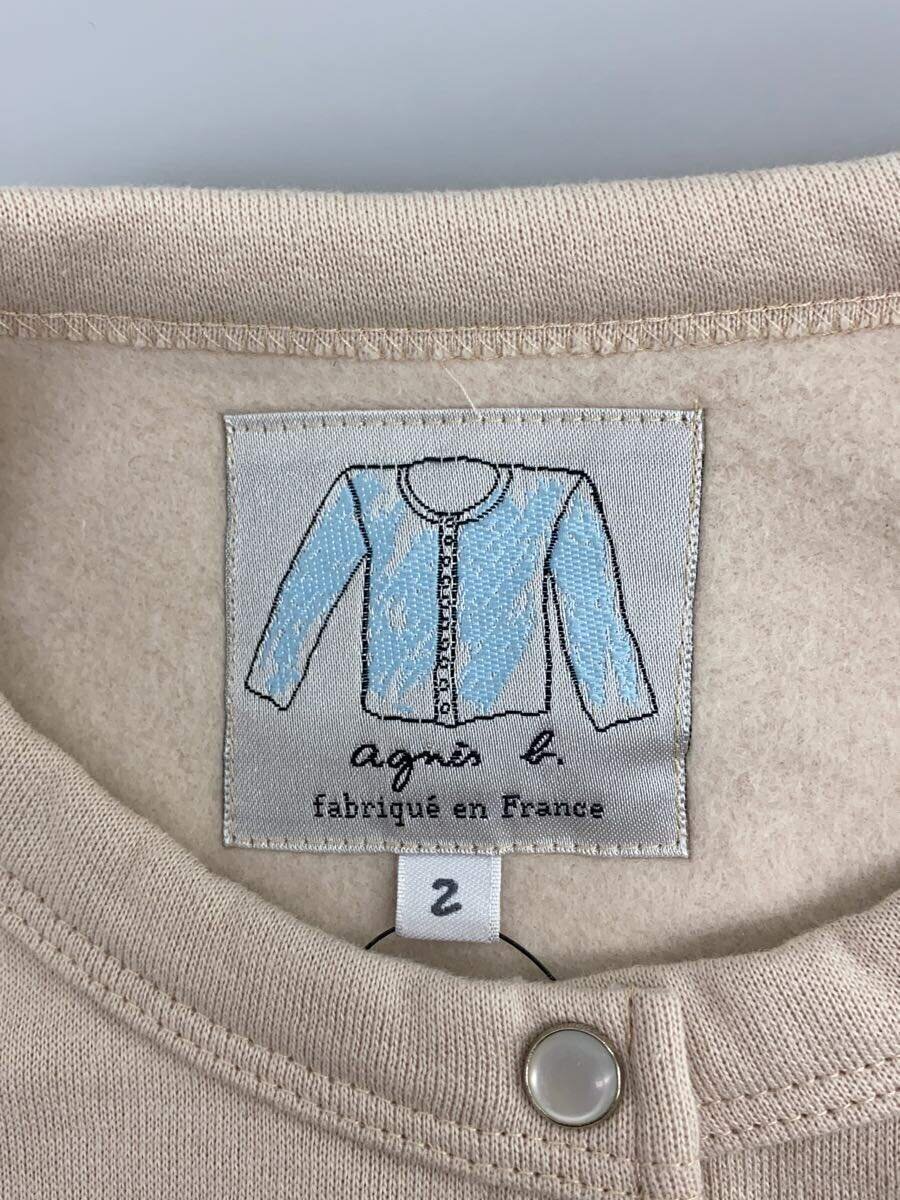 agnès b.
fabriqué en France
2